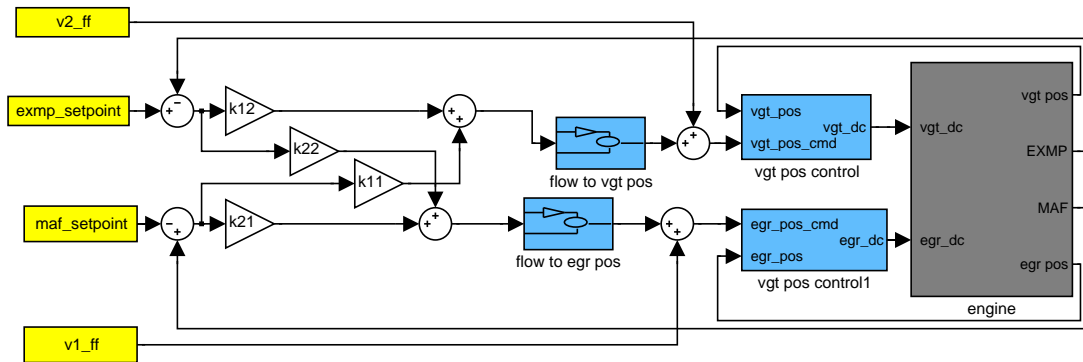 v2_ff
exmp_setpoint
k12
k22
k11
maf_setpoint
k21
v1_ff
flow to vgt pos
flow to egr pos
vgt_pos
vgt_dc
vgt_pos_cmd
vgt pos control
egr_pos_cmd
egr_dc
egr_pos
vgt pos control1
vgt_dc
egr_dc
vgt pos
EXMP
MAF
egr pos
engine